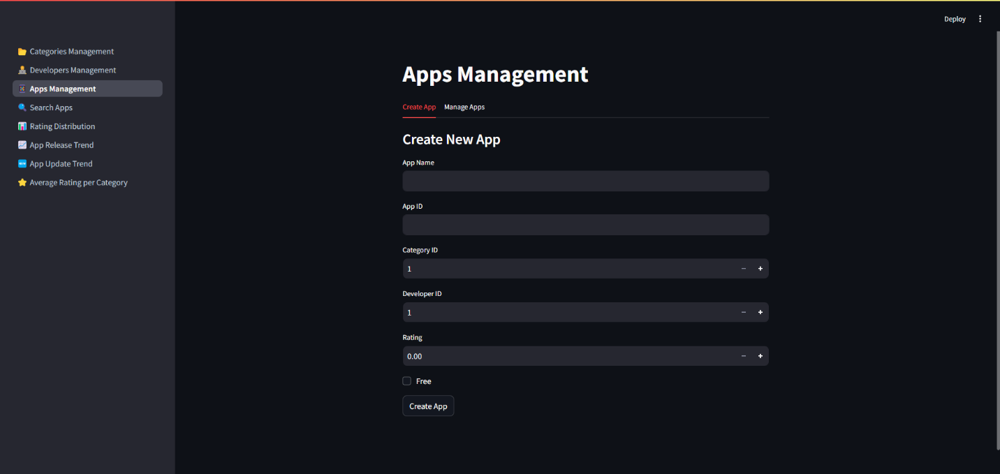 Deploy
Categories Management
Developers Management
Apps Management
Search Apps
Rating Distribution
App Release Trend
App Update Trend
Average Rating per Category
Apps Management
Create App Manage Apps
Create New App
App Name
App ID
Category ID
1
Developer ID
1
Rating
0.00
Free
Create App